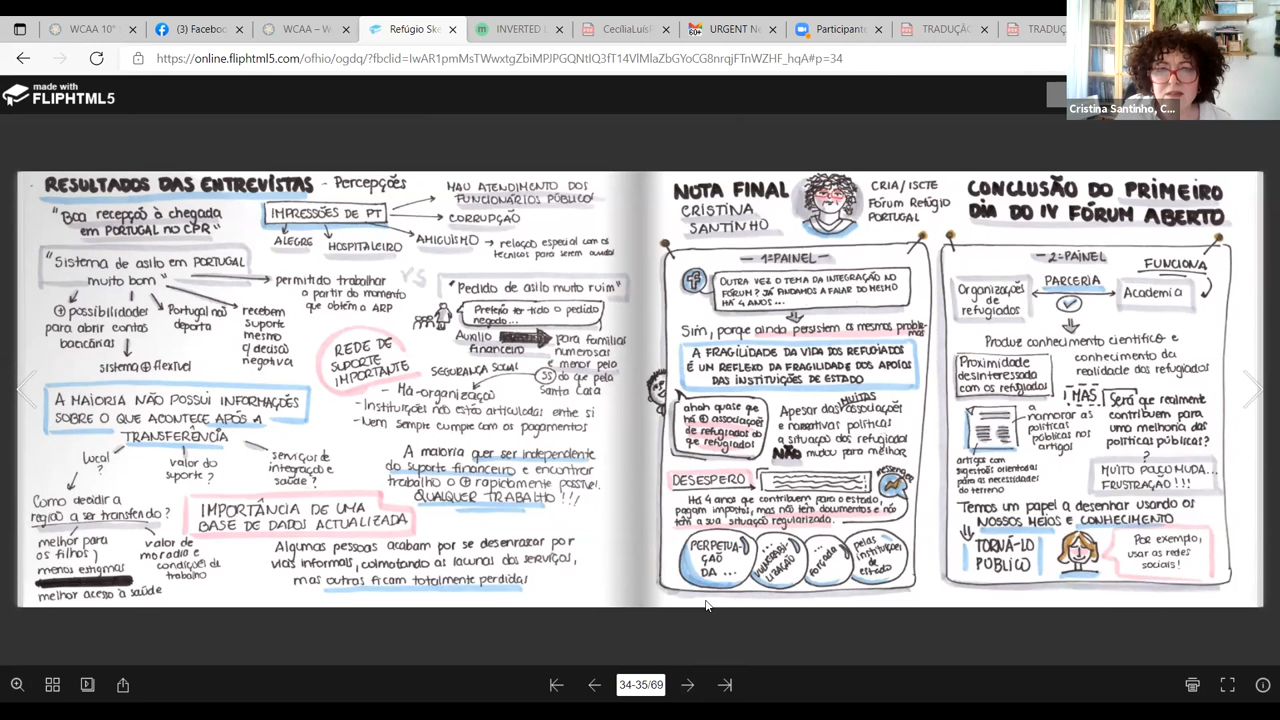 WCAA 10"
(3) Faceboo
WCAA – W
Refúgio Ske
INVERTED L
CecíliaLuísF
URGENT Ne
Participante
TRADUÇÃ
TRADUÇ
https://online.fliphtml5.com/ofhio/ogdq/?fbclid=IwAR1pmMsTWwxtgZbiMPJPGQNtIQ3fT14VlMlaZbGYoCG8nrqjFTnWZHF_hqA#p=34
Cristina Santinho, C...
made with
FLIPHTML5
RESULTADOS DAS ENTREVISTAS - Percepções
"Boa recepção à chegada
em PORTUGAL no CPR"
IMPRESSÕES DE PT
MAU ATENDIMENTO DOS
FUNCIONÁRIOS PÚBLICO
CORRUPÇÃO
ALEGRE
HOSPITALEIRO
AMIGUISMO → relação especial com os
técnicos para serem
"Sistema de asilo em PORTUGAL
muito bom"
VS
permitido trabalhar
a partir do momento
que obtém a ARP
+ possibilidades
para abrir contas
bancárias
Portugal não
deporta
recebem
suporte
mesmo
q decisão
negativa
sistema + flexível
"Pedido de asilo muito ruim"
Preferia ter tido o pedido
negado...
Auxílio
financeiro
para famílias
numerosas
é menor pela
SS do que pela
Santa Casa
REDE DE
SUPORTE
IMPORTANTE
SEGURANÇA SOCIAL
- Má-organização
- Instituições não estão articuladas entre si
- Nem sempre cumpre com os pagamentos
A MAIORIA NÃO POSSUI INFORMAÇÕES
SOBRE O QUE ACONTECE APÓS A
TRANSFERÊNCIA
local
?
valor do
suporte ?
serviços de
integração e
saúde ?
A maioria quer ser independente
do suporte financeiro e encontrar
trabalho o + rapidamente possível.
QUALQUER TRABALHO !!!
Como decidir a
região a ser transferido ?
melhor para
os filhos
menos estigmas
melhor acesso à saúde
valor de
moradia e
condições de
trabalho
IMPORTÂNCIA DE UMA
BASE DE DADOS ACTUALIZADA
Algumas pessoas acabam por se desenrascar por
vias informais, colmatando as lacunas dos serviços,
mas outros ficam totalmente perdidas
NOTA FINAL
CRISTINA
SANTINHO
CRIA/ISCTE
Fórum Refúgio
PORTUGAL
- 1º PAINEL -
OUTRA VEZ O TEMA DA INTEGRAÇÃO NO
FÓRUM? JÁ ANDAMOS A FALAR DO MESMO
HÁ 4 ANOS...
Sim, porque ainda persistem os mesmos problemas
A FRAGILIDADE DA VIDA DOS REFUGIADOS
É UM REFLEXO DA FRAGILIDADE DOS APOIOS
DAS INSTITUIÇÕES DE ESTADO
ahah quase que
há + associações
de refugiados do
que refugiados
Apesar das MUITAS associações
e narrativas políticas
a situação dos refugiados
NÃO mudou para melhor
DESESPERO
messenger
Há 4 anos que contribuem para o estado,
pagam impostos, mas não têm documentos e não
têm a sua situação regularizada.
PERPETUA-
ÇÃO
DA ...
... VULNERABI-
LIZAÇÃO
... forçada
pelas
instituições
de
estado
CONCLUSÃO DO PRIMEIRO
DIA DO IV FÓRUM ABERTO
- 2º PAINEL -
FUNCIONA
Organizações
de
refugiados
PARCERIA
Academia
Produz conhecimento científico e
conhecimento da
realidade dos refugiados
Proximidade
desinteressada
com os refugiados
MAS
Será que realmente
contribuem para
uma melhoria das
políticas públicas?
?
a
namorar as
políticas
públicas nos
artigos
artigos com
sugestões orientadas
para as necessidades
do terreno
MUITO POUCO MUDA...
FRUSTRAÇÃO !!!
Temos um papel a desenhar usando os
NOSSOS MEIOS E CONHECIMENTO
TORNÁ-LO
PÚBLICO
Por exemplo,
usar as redes
sociais!
34-35/69